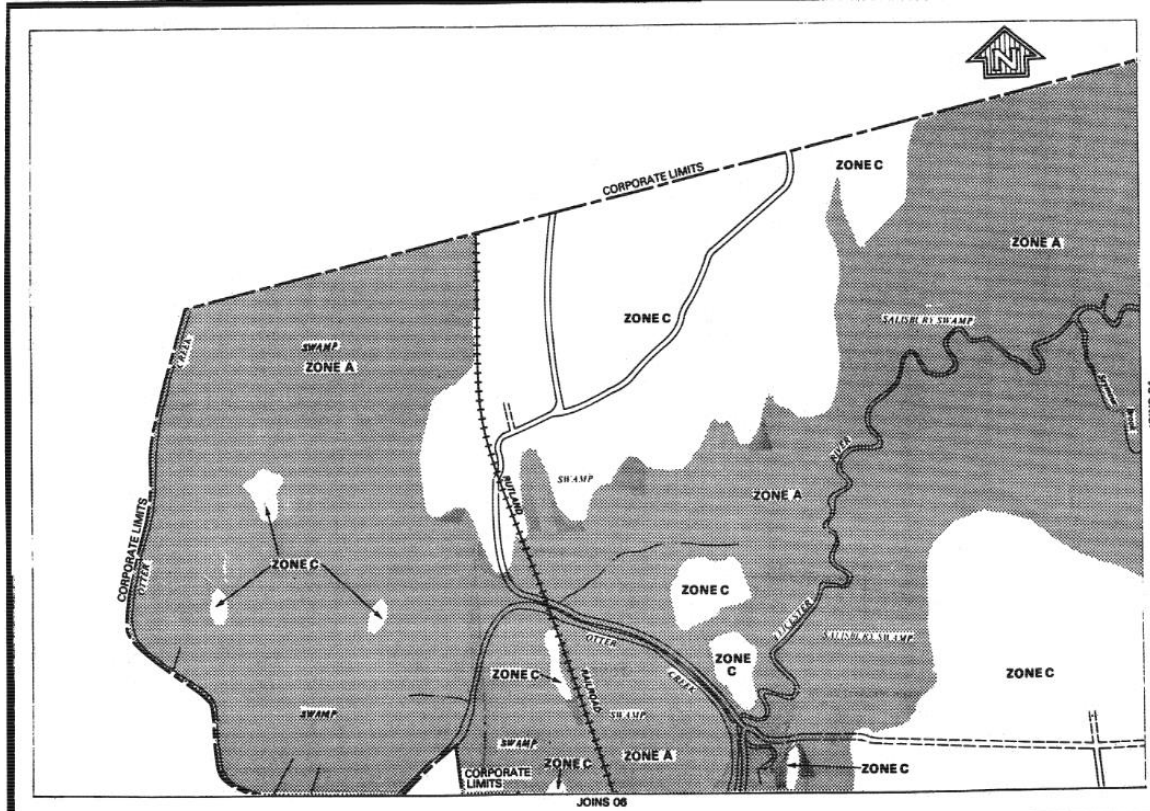 N
CORPORATE LIMITS
ZONE C
ZONE A
SALISBURY SWAMP
ZONE C
SWAMP
ZONE A
CREEK
RIVER
Brook
RUTLAND
SWAMP
ZONE A
CORPORATE LIMITS
OTTER
ZONE C
ZONE C
LEICESTER
SALISBURY SWAMP
OTTER
CREEK
ZONE
C
ZONE C
ZONE C
RAILROAD
SWAMP
SWAMP
SWAMP
ZONE A
ZONE C
ZONE C
CORPORATE
LIMITS
JOINS 06